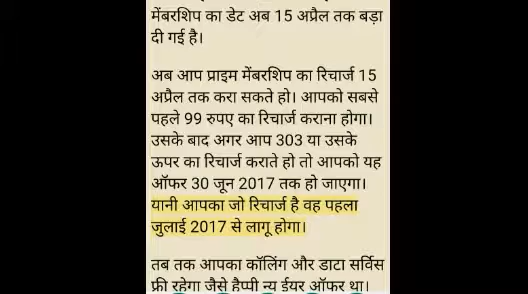 मेंबरशिप का डेट अब 15 अप्रैल तक बड़ा
दी गई है।
अब आप प्राइम मेंबरशिप का रिचार्ज 15
अप्रैल तक करा सकते हो। आपको सबसे
पहले 99 रुपए का रिचार्ज कराना होगा।
उसके बाद अगर आप 303 या उसके
ऊपर का रिचार्ज कराते हो तो आपको यह
ऑफर 30 जून 2017 तक हो जाएगा।
यानी आपका जो रिचार्ज है वह पहला
जुलाई 2017 से लागू होगा।
तब तक आपका कॉलिंग और डाटा सर्विस
फ्री रहेगा जैसे हैप्पी न्यू ईयर ऑफर था।